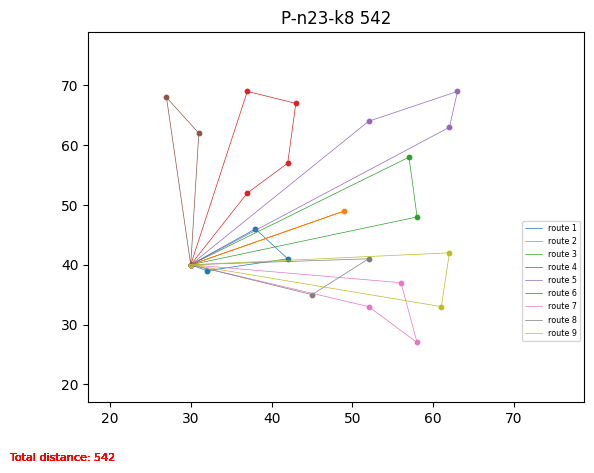 P-n23-k8 542
70
60
50
40
30
20
20 30 40 50 60 70
route 1
route 2
route 3
route 4
route 5
route 6
route 7
route 8
route 9
Total distance: 542